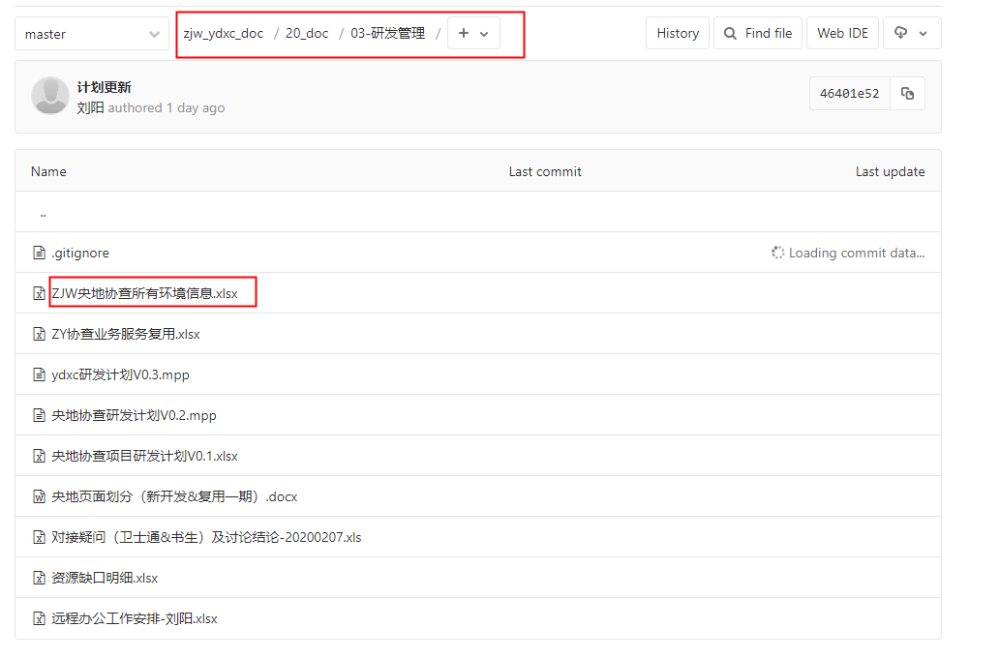 master zjw_ydxc_doc / 20_doc / 03-研发管理 / + History Find file Web IDE
计划更新
刘阳 authored 1 day ago 46401e52
Name Last commit Last update
..
.gitignore Loading commit data...
ZJW央地协查所有环境信息.xlsx
ZY协查业务服务复用.xlsx
ydxc研发计划V0.3.mpp
央地协查研发计划V0.2.mpp
央地协查项目研发计划V0.1.xlsx
央地页面划分（新开发&复用一期）.docx
对接疑问（卫士通&书生）及讨论结论-20200207.xls
资源缺口明细.xlsx
远程办公工作安排-刘阳.xlsx